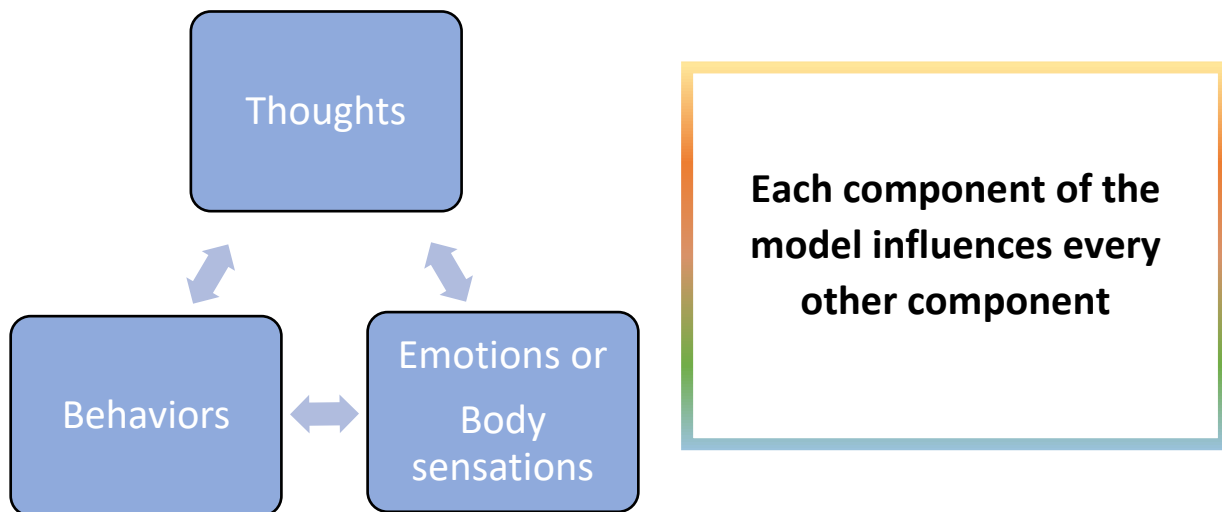 Thoughts
Behaviors
Emotions or
Body
sensations
Each component of the
model influences every
other component